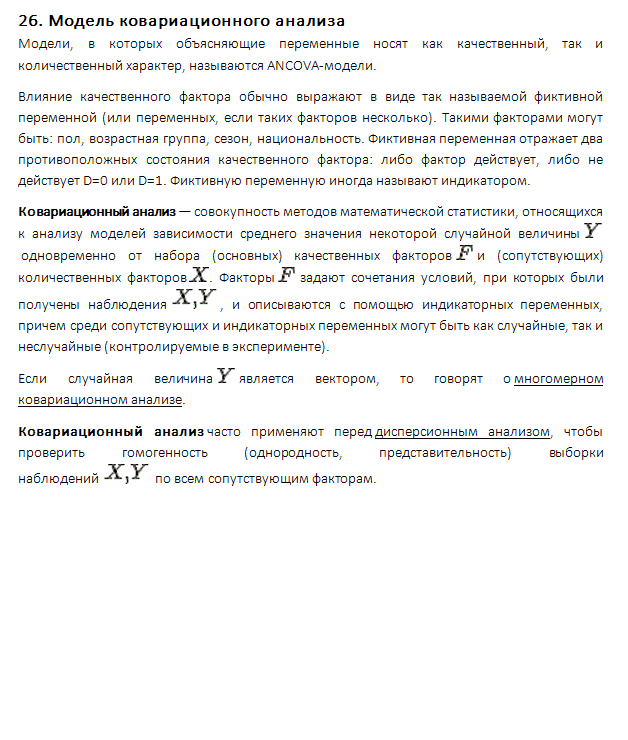 26. Модель ковариационного анализа
Модели, в которых объясняющие переменные носят как качественный, так и
количественный характер, называются ANCOVA-модели.
Влияние качественного фактора обычно выражают в виде так называемой фиктивной
переменной (или переменных, если таких факторов несколько). Такими факторами могут
быть: пол, возрастная группа, сезон, национальность. Фиктивная переменная отражает два
противоположных состояния качественного фактора: либо фактор действует, либо не
действует D=0 или D=1. Фиктивную переменную иногда называют индикатором.
Ковариационный анализ — совокупность методов математической статистики, относящихся
к анализу моделей зависимости среднего значения некоторой случайной величины Y
одновременно от набора (основных) качественных факторов F и (сопутствующих)
количественных факторов X. Факторы F задают сочетания условий, при которых были
получены наблюдения X,Y, и описываются с помощью индикаторных переменных,
причем среди сопутствующих и индикаторных переменных могут быть как случайные, так и
неслучайные (контролируемые в эксперименте).
Если случайная величина Y является вектором, то говорят о многомерном
ковариационном анализе.
Ковариационный анализ часто применяют перед дисперсионным анализом, чтобы
проверить гомогенность (однородность, представительность) выборки
наблюдений X,Y по всем сопутствующим факторам.